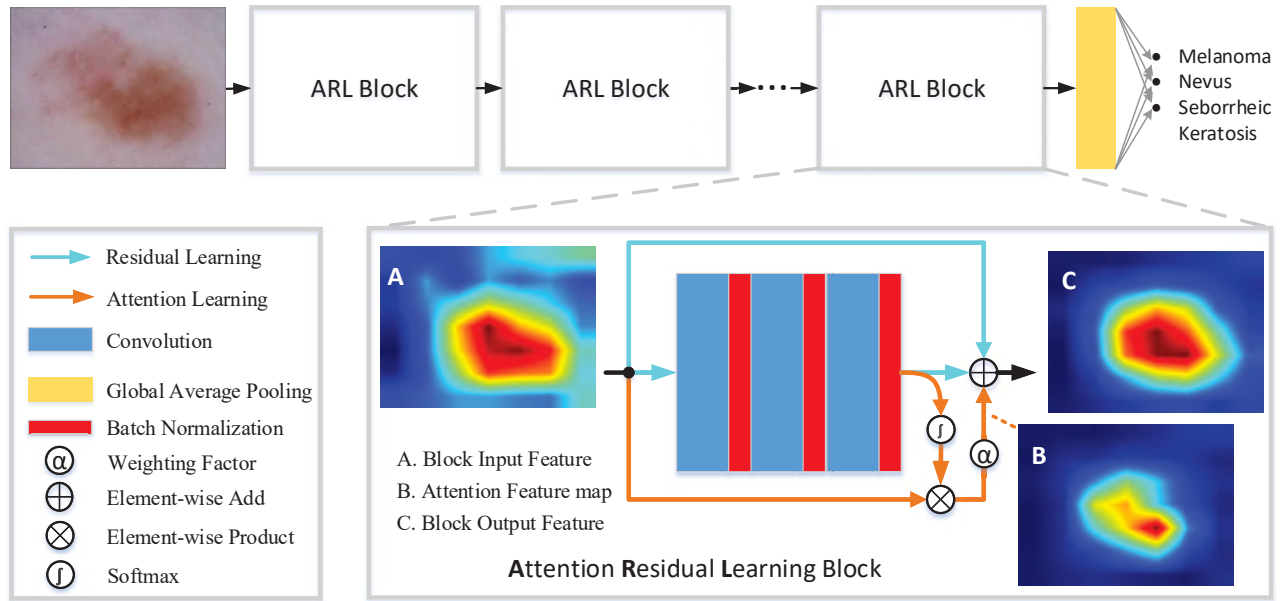 ARL Block
ARL Block
ARL Block
Melanoma
Nevus
Seborrheic
Keratosis
Residual Learning
Attention Learning
Convolution
Global Average Pooling
Batch Normalization
α Weighting Factor
Element-wise Add
Element-wise Product
∫ Softmax
A
C
B
∫
α
A. Block Input Feature
B. Attention Feature map
C. Block Output Feature
Attention Residual Learning Block